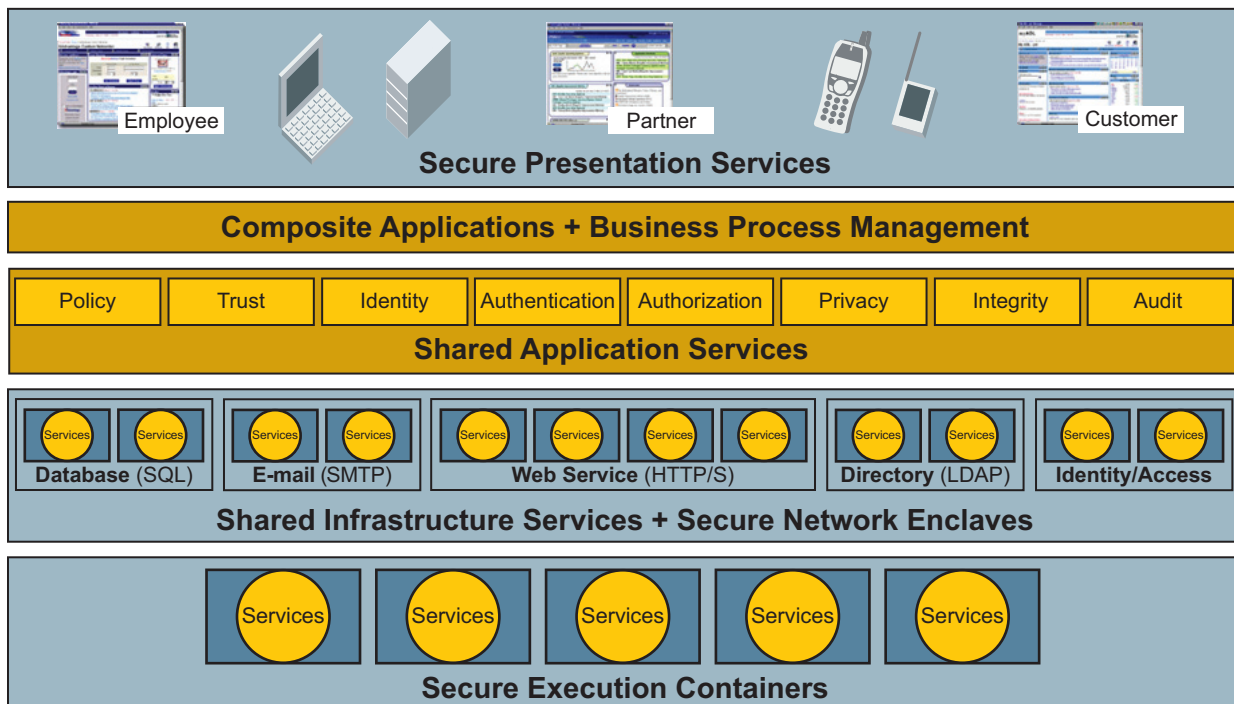 Employee
Partner
Customer
Secure Presentation Services
Composite Applications + Business Process Management
Policy
Trust
Identity
Authentication
Authorization
Privacy
Integrity
Audit
Shared Application Services
Services
Services
Services
Services
Services
Services
Services
Services
Services
Services
Services
Services
Database (SQL)
E-mail (SMTP)
Web Service (HTTP/S)
Directory (LDAP)
Identity/Access
Shared Infrastructure Services + Secure Network Enclaves
Services
Services
Services
Services
Services
Secure Execution Containers